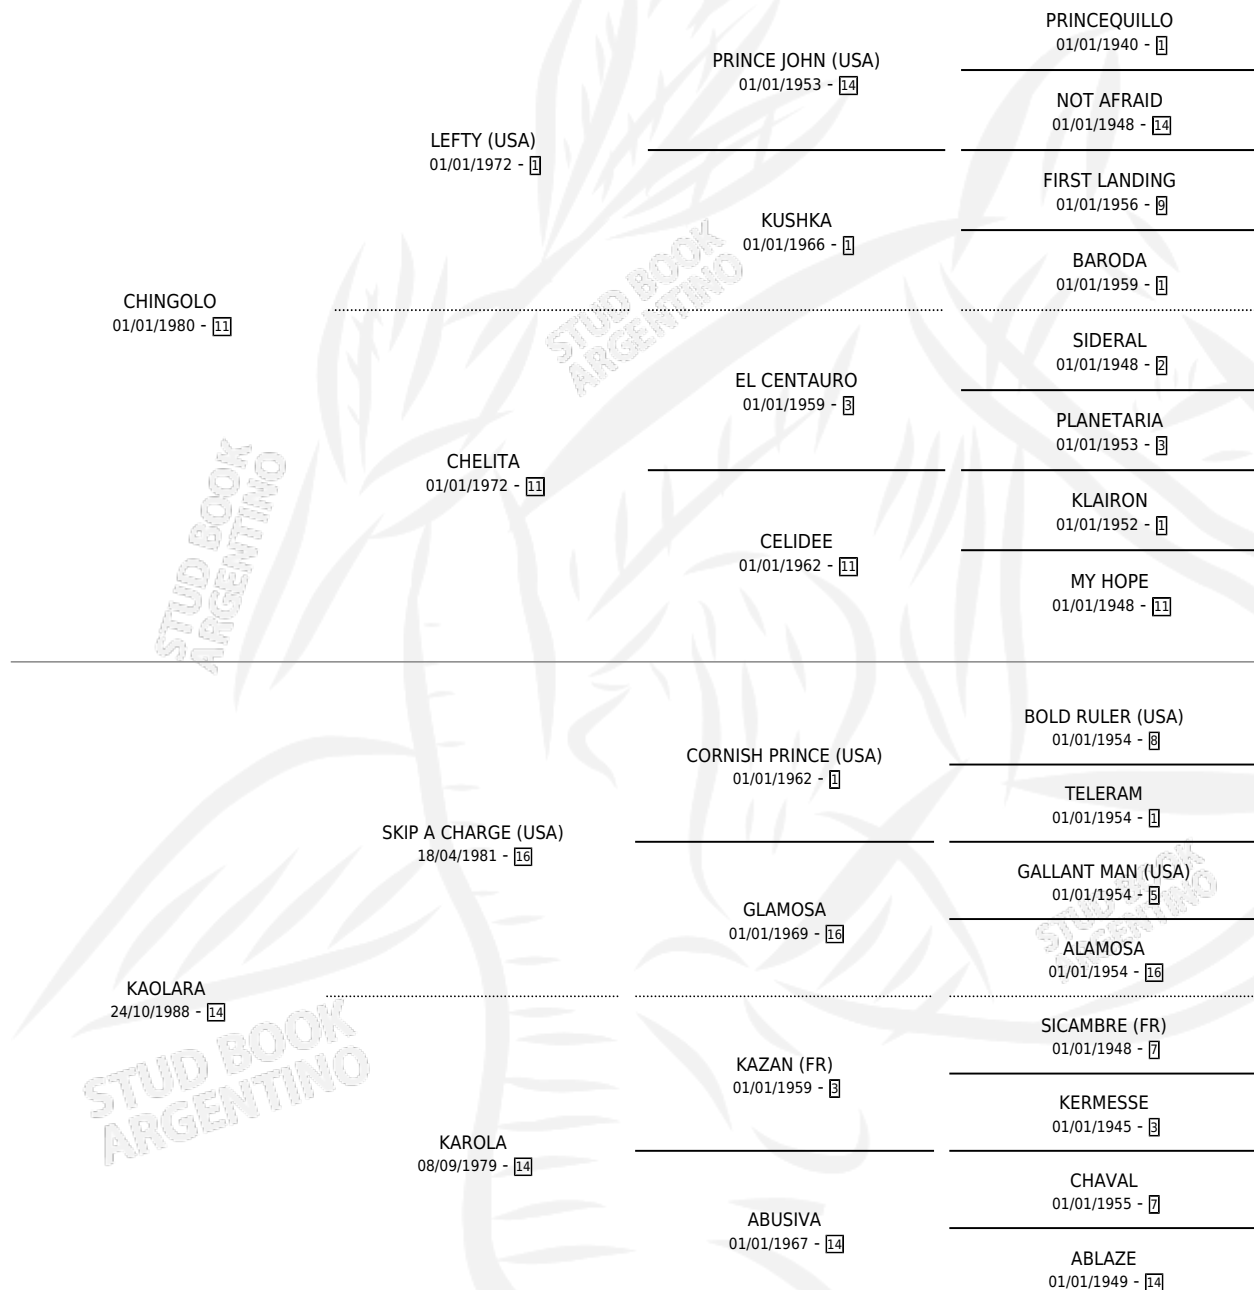 PRINCEQUILLO
01/01/1940 - 1
PRINCE JOHN (USA)
01/01/1953 - 14
NOT AFRAID
01/01/1948 - 14
LEFTY (USA)
01/01/1972 - 1
FIRST LANDING
01/01/1956 - 9
KUSHKA
01/01/1966 - 1
BARODA
01/01/1959 - 1
CHINGOLO
01/01/1980 - 11
STUD BOOK
ARGENTINO
SIDERAL
01/01/1948 - 2
EL CENTAURO
01/01/1959 - 3
PLANETARIA
01/01/1953 - 3
CHELITA
01/01/1972 - 11
KLAIRON
01/01/1952 - 1
CELIDEE
01/01/1962 - 11
MY HOPE
01/01/1948 - 11
STUD BOOK
ARGENTINO
BOLD RULER (USA)
01/01/1954 - 8
CORNISH PRINCE (USA)
01/01/1962 - 1
TELERAM
01/01/1954 - 1
SKIP A CHARGE (USA)
18/04/1981 - 16
GALLANT MAN (USA)
01/01/1954 - 5
GLAMOSA
01/01/1969 - 16
STUD BOOK
ARGENTINO
ALAMOSA
01/01/1954 - 16
KAOLARA
24/10/1988 - 14
STUD BOOK
ARGENTINO
SICAMBRE (FR)
01/01/1948 - 7
KAZAN (FR)
01/01/1959 - 3
KERMESSE
01/01/1945 - 3
KAROLA
08/09/1979 - 14
CHAVAL
01/01/1955 - 7
ABUSIVA
01/01/1967 - 14
ABLAZE
01/01/1949 - 14